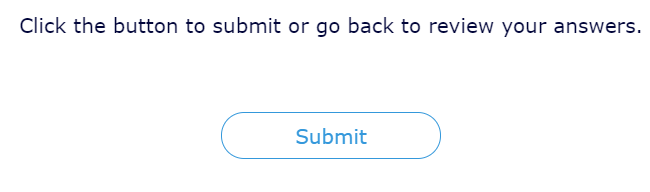 Click the button to submit or go back to review your answers.
Submit